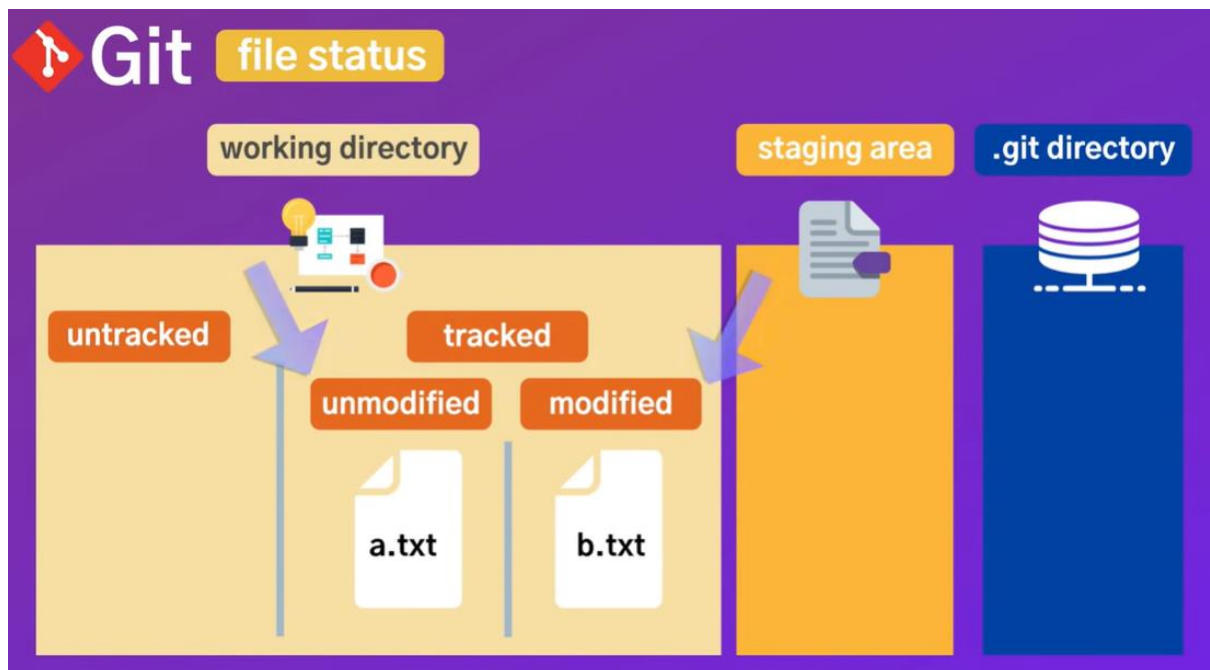 Git file status
working directory
staging area
.git directory
untracked
tracked
unmodified
modified
a.txt
b.txt